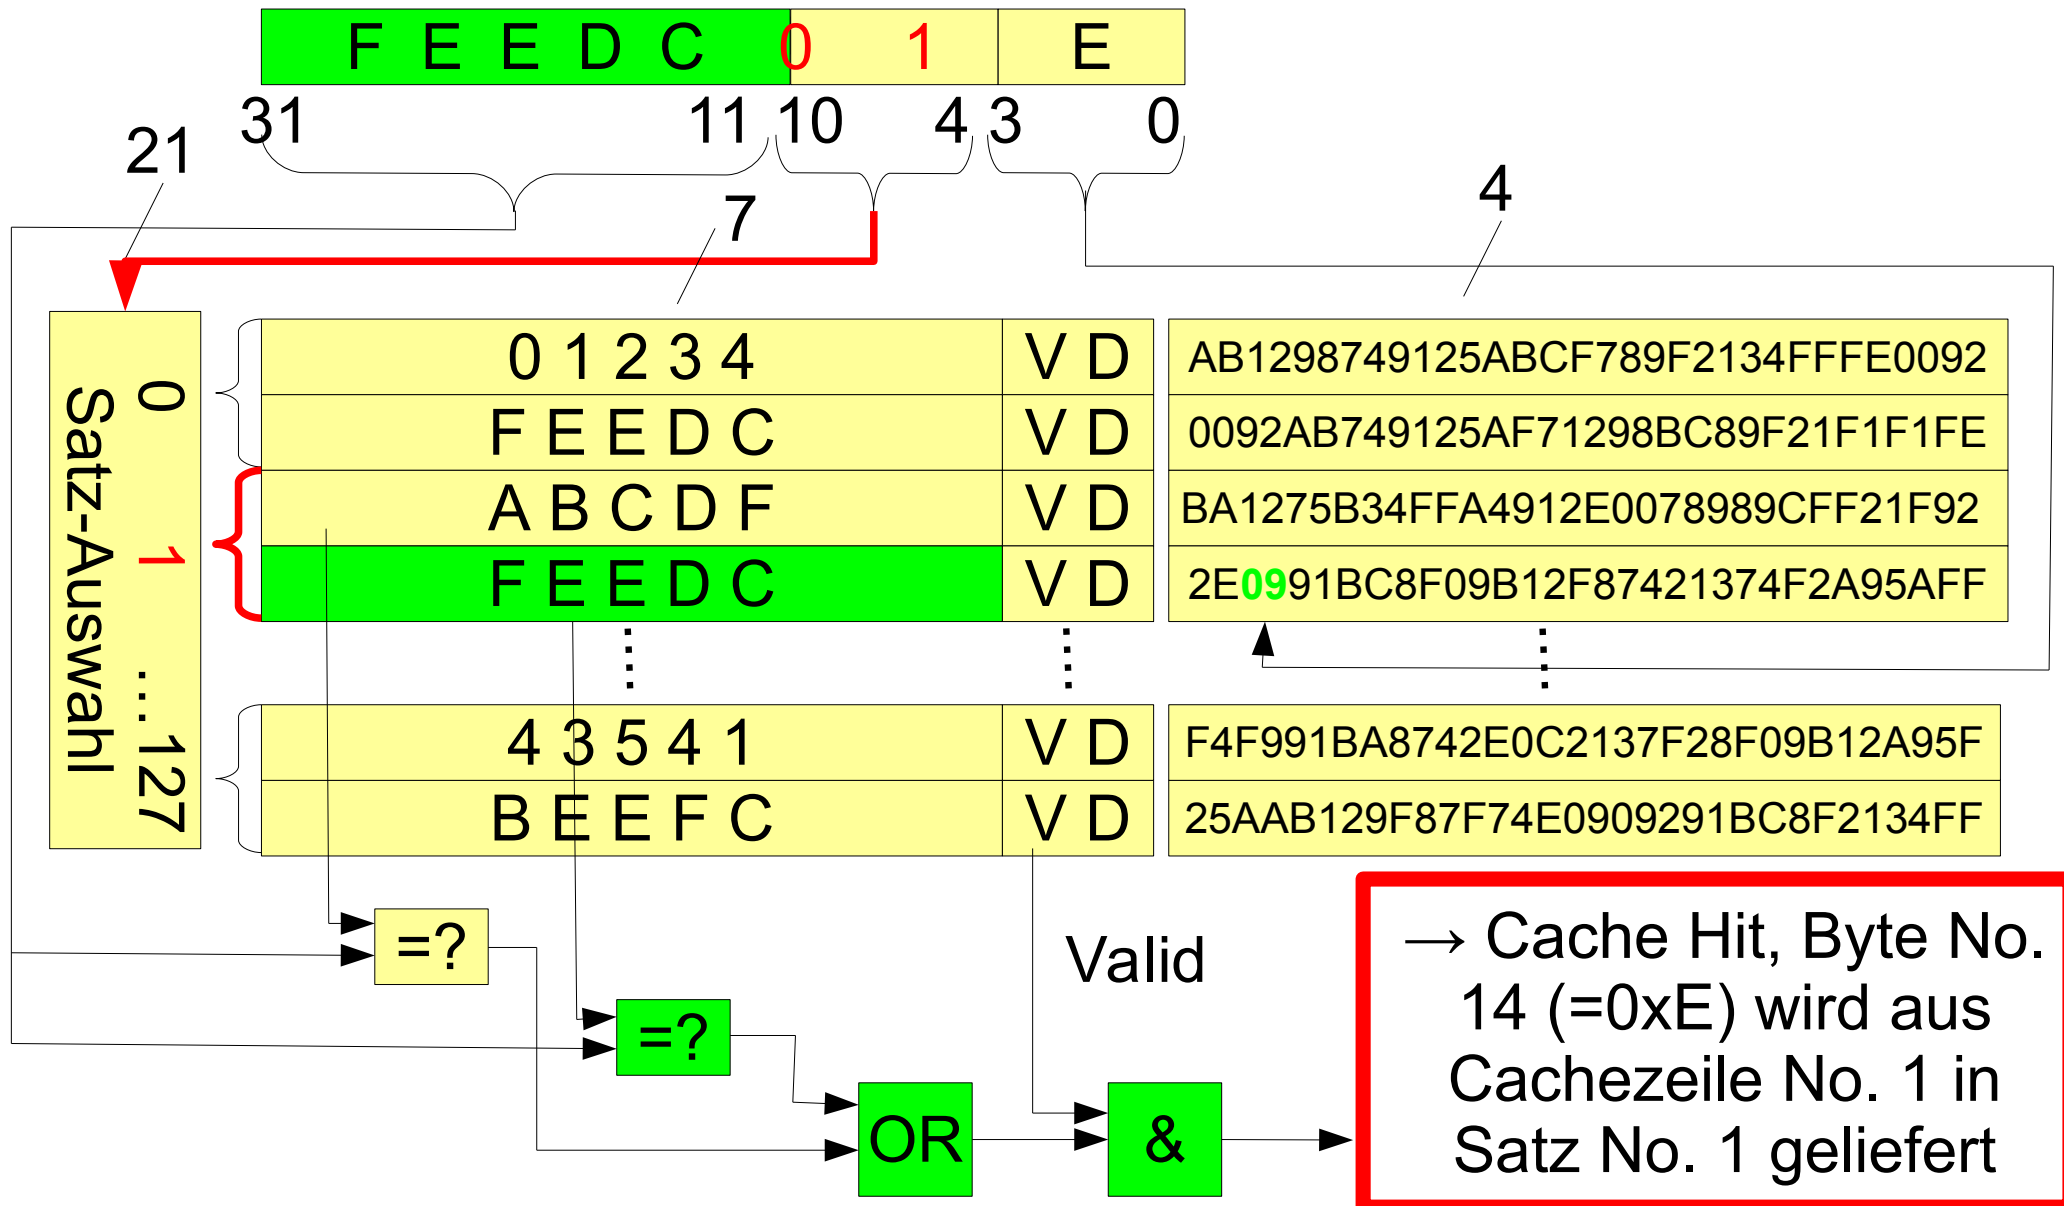 F E E D C 0 1 E
31 11 10 4 3 0
21
7
4
Satz-Auswahl
0 1 ...127
0 1 2 3 4 V D AB1298749125ABCF789F2134FFFE0092
F E E D C V D 0092AB749125AF71298BC89F21F1F1FE
A B C D F V D BA1275B34FFA4912E0078989CFF21F92
F E E D C V D 2E0991BC8F09B12F87421374F2A95AFF
4 3 5 4 1 V D F4F991BA8742E0C2137F28F09B12A95F
B E E F C V D 25AAB129F87F74E0909291BC8F2134FF
=?
=?
OR
&
Valid
→ Cache Hit, Byte No.
14 (=0xE) wird aus
Cachezeile No. 1 in
Satz No. 1 geliefert